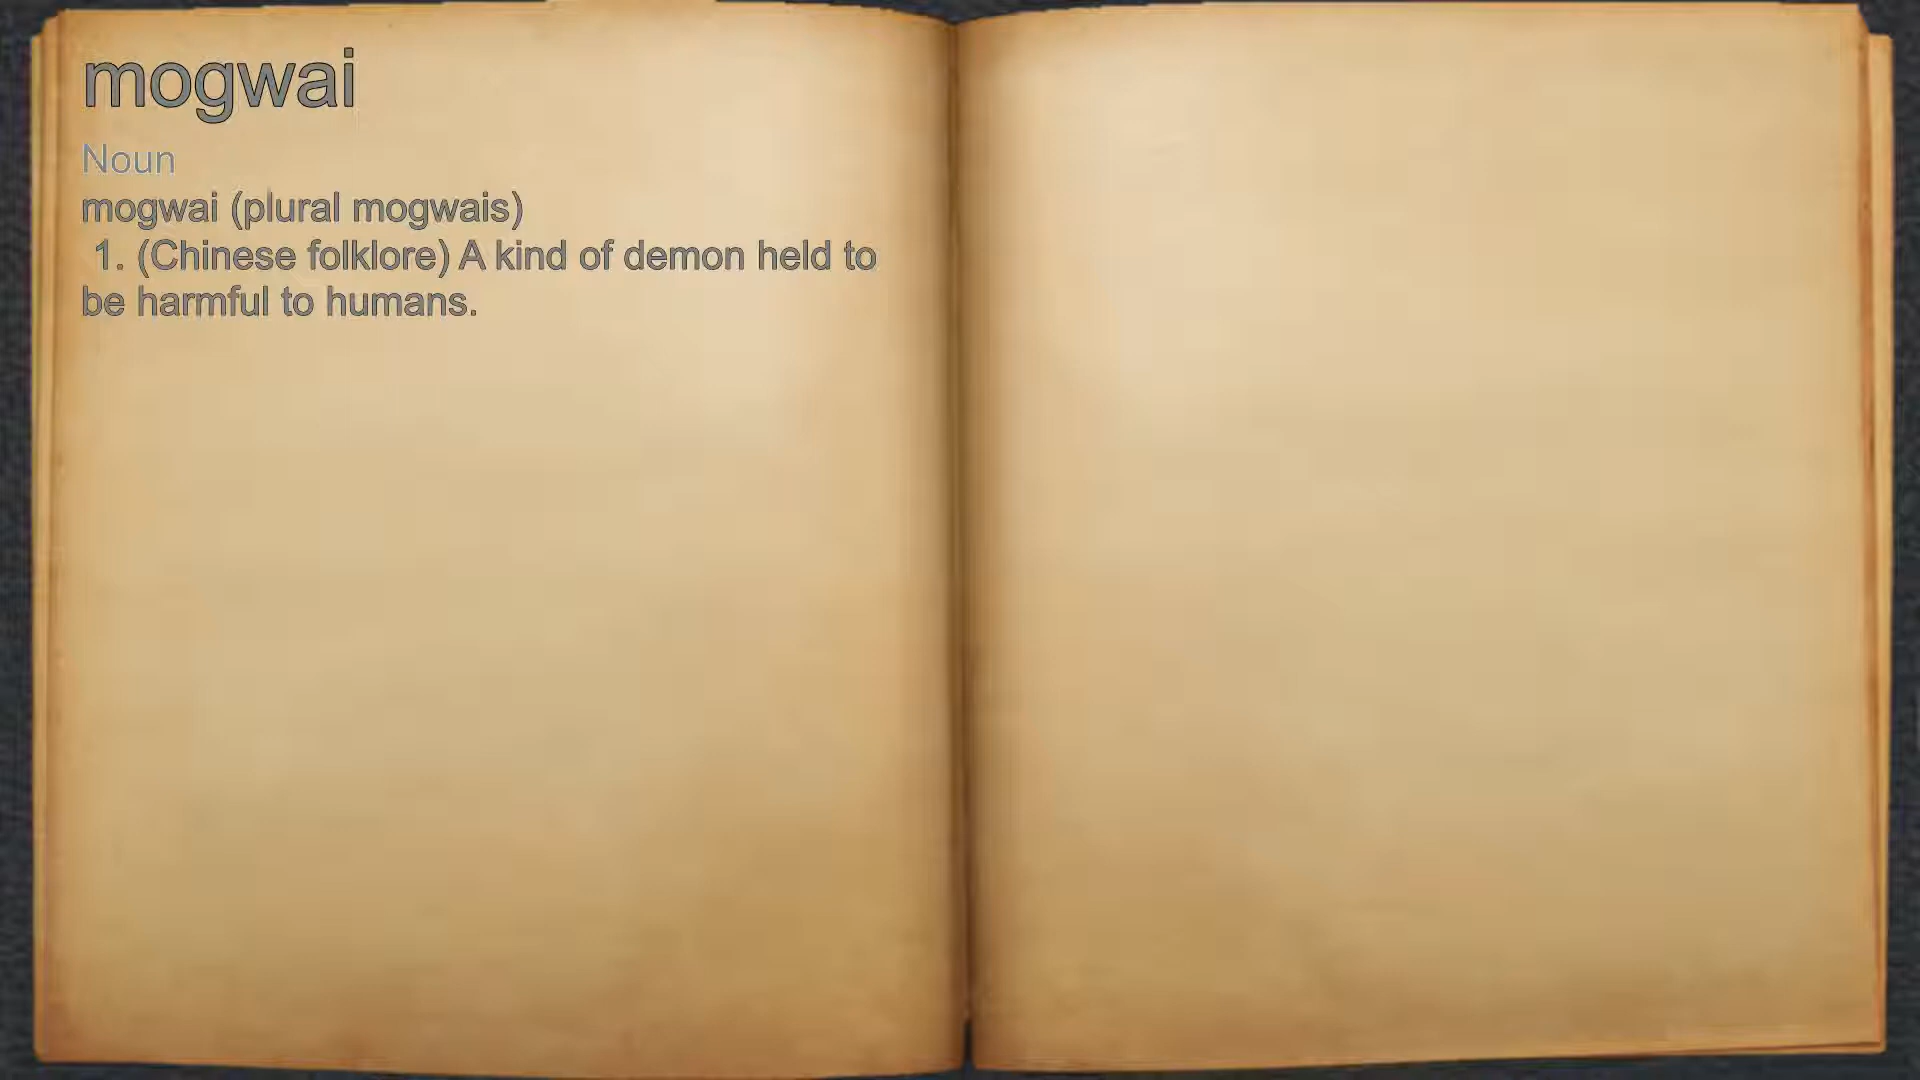 mogwai
Noun
mogwai (plural mogwais)
1. (Chinese folklore) A kind of demon held to
be harmful to humans.